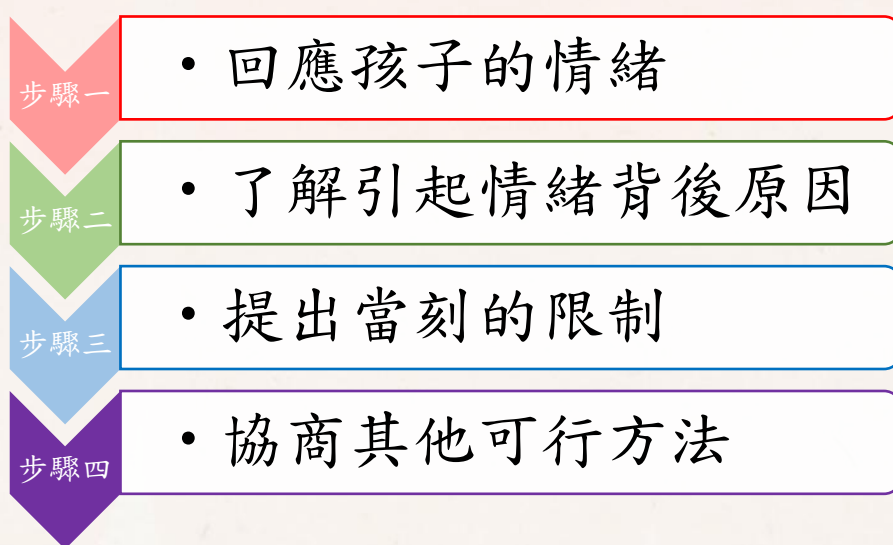 步驟一
• 回應孩子的情緒
步驟二
• 了解引起情緒背後原因
步驟三
• 提出當刻的限制
步驟四
• 協商其他可行方法